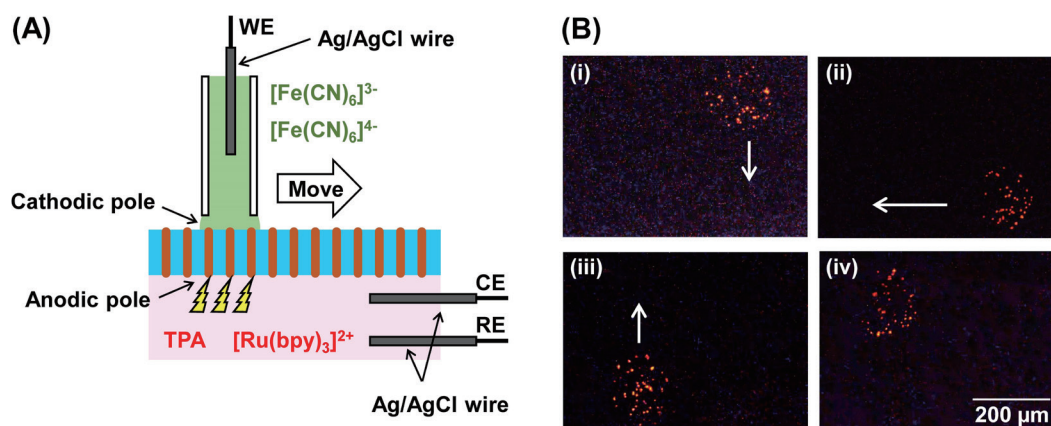 (A)
WE
Ag/AgCl wire
[Fe(CN)6]3-
[Fe(CN)6]4-
Move
Cathodic pole
Anodic pole
CE
TPA [Ru(bpy)3]2+
RE
Ag/AgCl wire
(B)
(i)
(ii)
(iii)
(iv)
200 µm